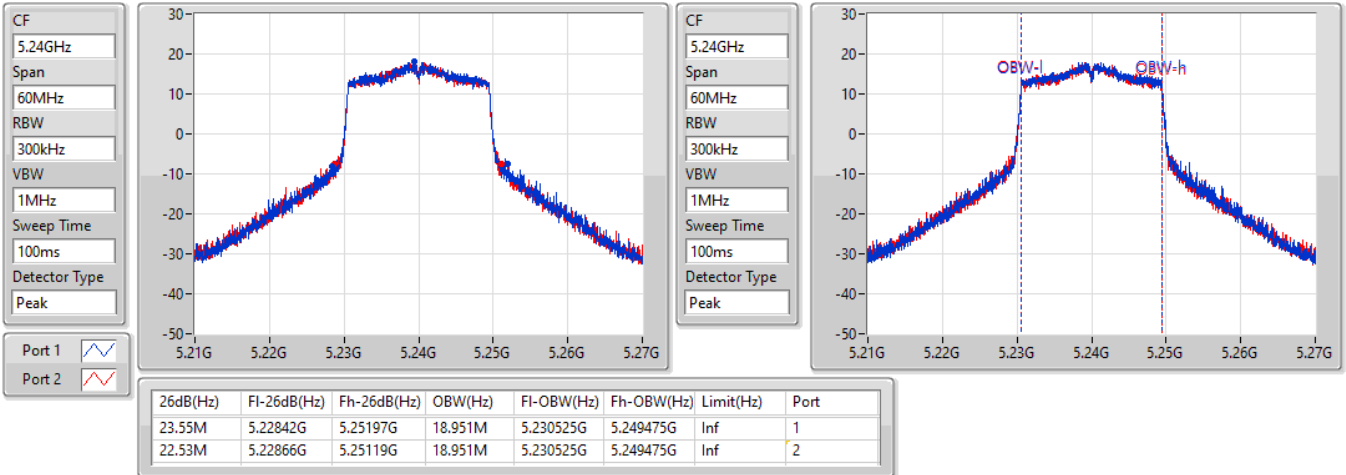 CF
5.24GHz
Span
60MHz
RBW
300kHz
VBW
1MHz
Sweep Time
100ms
Detector Type
Peak
30
20
10
0
-10
-20
-30
-40
-50
5.21G 5.22G 5.23G 5.24G 5.25G 5.26G 5.27G
CF
5.24GHz
Span
60MHz
RBW
300kHz
VBW
1MHz
Sweep Time
100ms
Detector Type
Peak
30
20
10
0
-10
-20
-30
-40
-50
OBW-l OBW-h
5.21G 5.22G 5.23G 5.24G 5.25G 5.26G 5.27G
Port 1
Port 2
26dB(Hz) Fl-26dB(Hz) Fh-26dB(Hz) OBW(Hz) Fl-OBW(Hz) Fh-OBW(Hz) Limit(Hz) Port
23.55M 5.22842G 5.25197G 18.951M 5.230525G 5.249475G Inf 1
22.53M 5.22866G 5.25119G 18.951M 5.230525G 5.249475G Inf 2